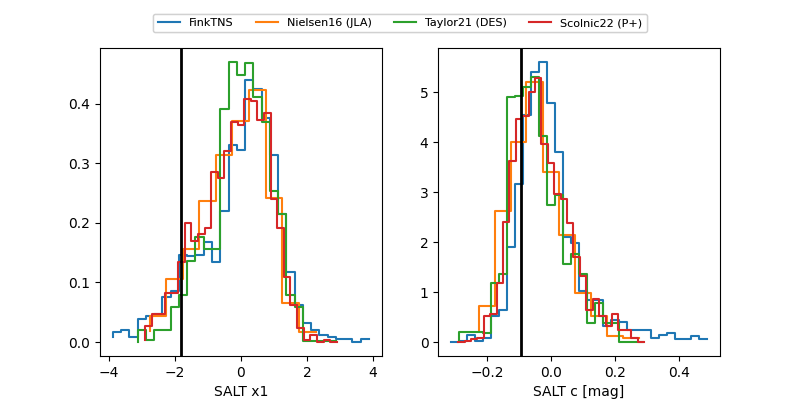 FinkTNS Nielsen16 (JLA) Taylor21 (DES) Scolnic22 (P+)
0.4
0.3
0.2
0.1
0.0
−4 −2 0 2 4
SALT x1
5
4
3
2
1
0
−0.2 0.0 0.2 0.4
SALT c [mag]